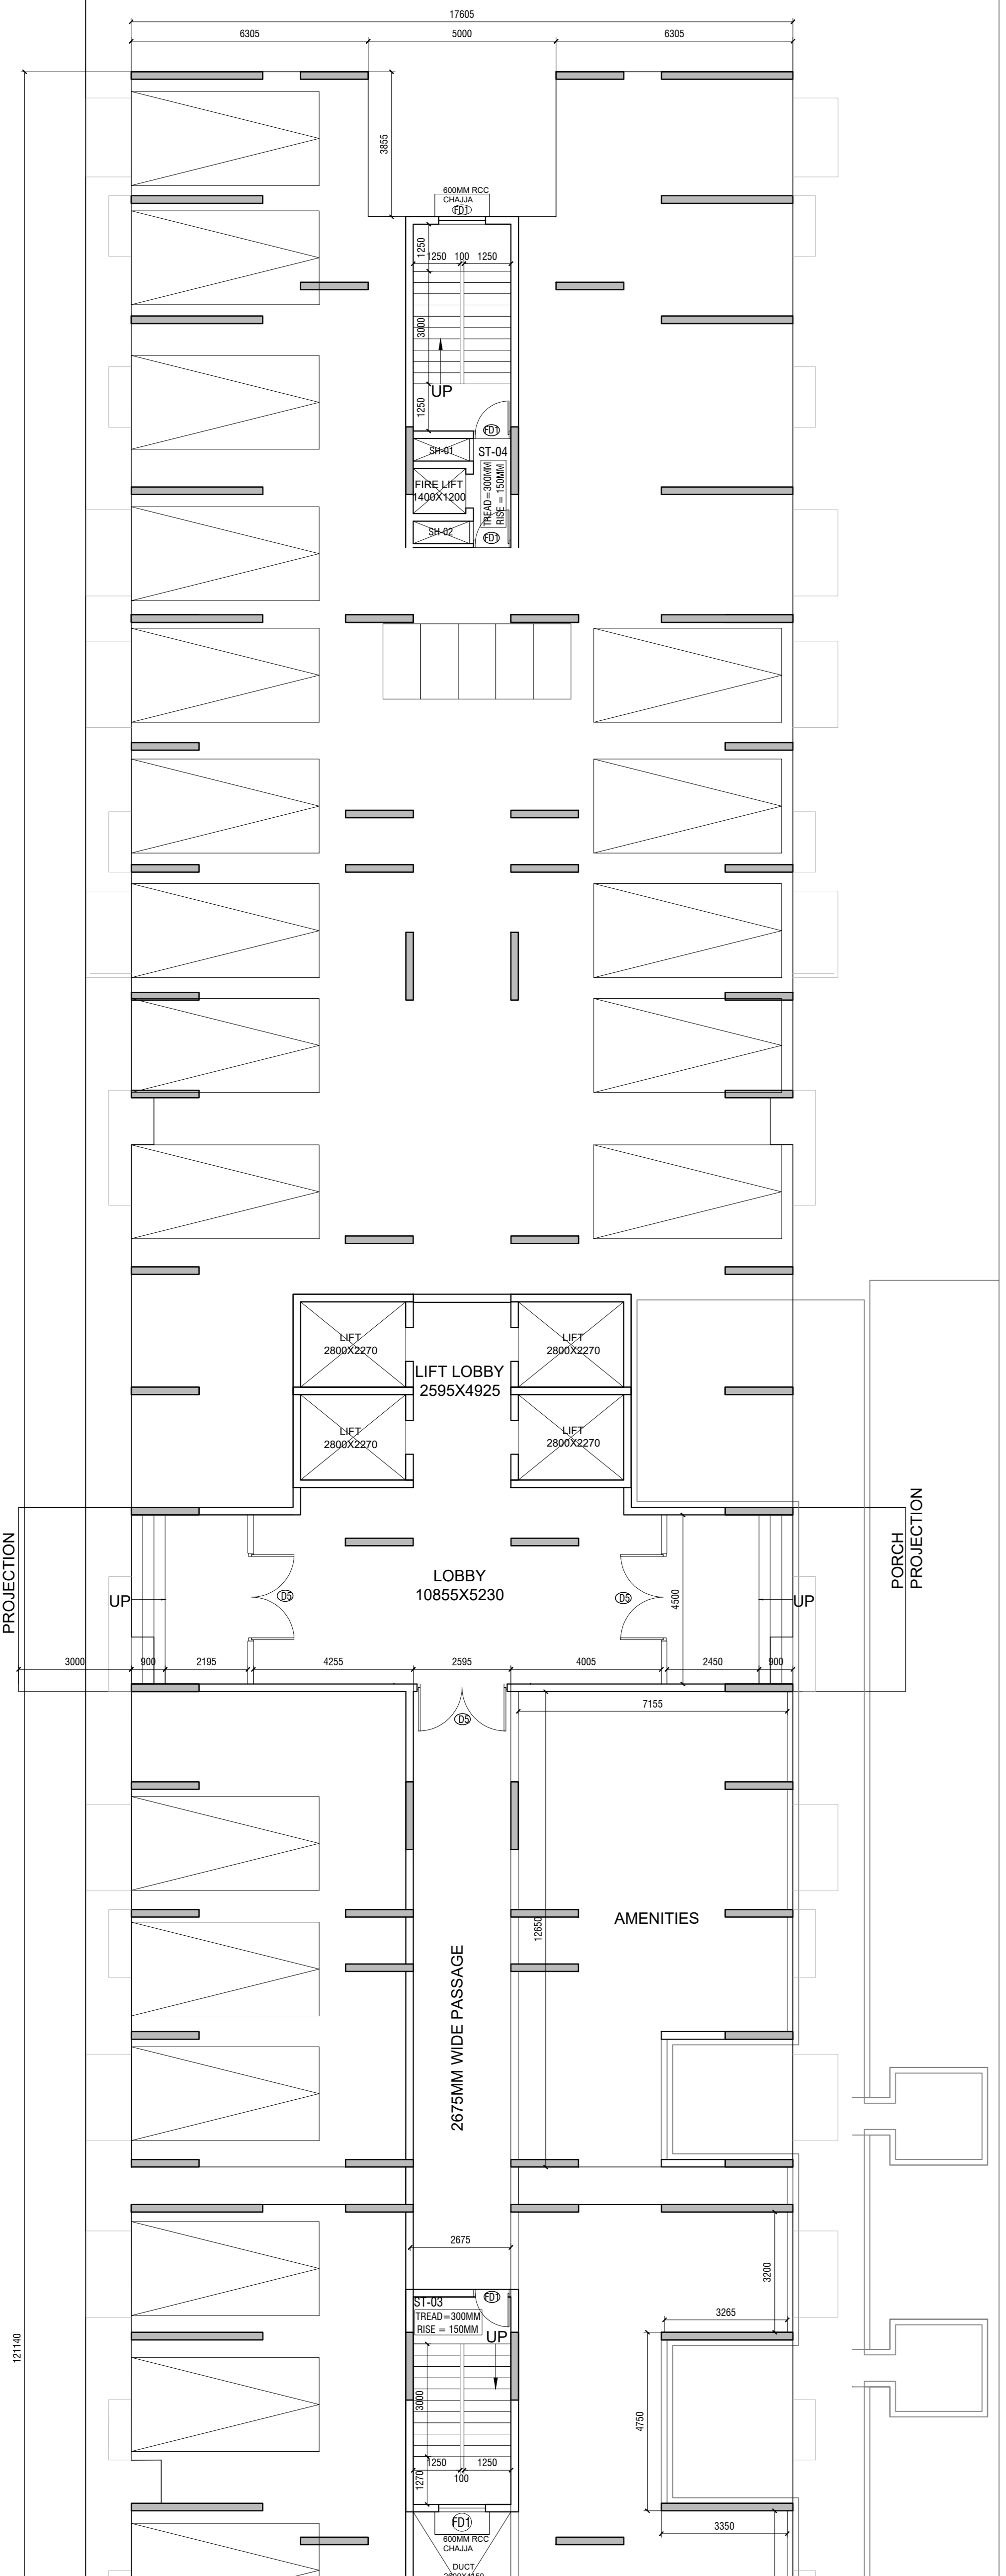 17605
6305
5000
6305
3855
600MM RCC
CHAJJA
FD1
1250
1250
100
1250
3000
UP
1250
FD1
SH-01
ST-04
FIRE LIFT
1400X1200
TREAD=300MM
RISE = 150MM
SH-02
FD1
LIFT
2800X2270
LIFT
2800X2270
LIFT LOBBY
2595X4925
LIFT
2800X2270
LIFT
2800X2270
PROJECTION
PORCH
PROJECTION
LOBBY
10855X5230
UP
D5
D5
4500
UP
3000
900
2195
4255
2595
4005
2450
900
7155
D5
AMENITIES
12650
2675MM WIDE PASSAGE
2675
3200
ST-03
FD1
TREAD=300MM
RISE = 150MM
UP
3265
121140
3000
4750
1250
1250
100
1270
FD1
600MM RCC
CHAJJA
3350
DUCT